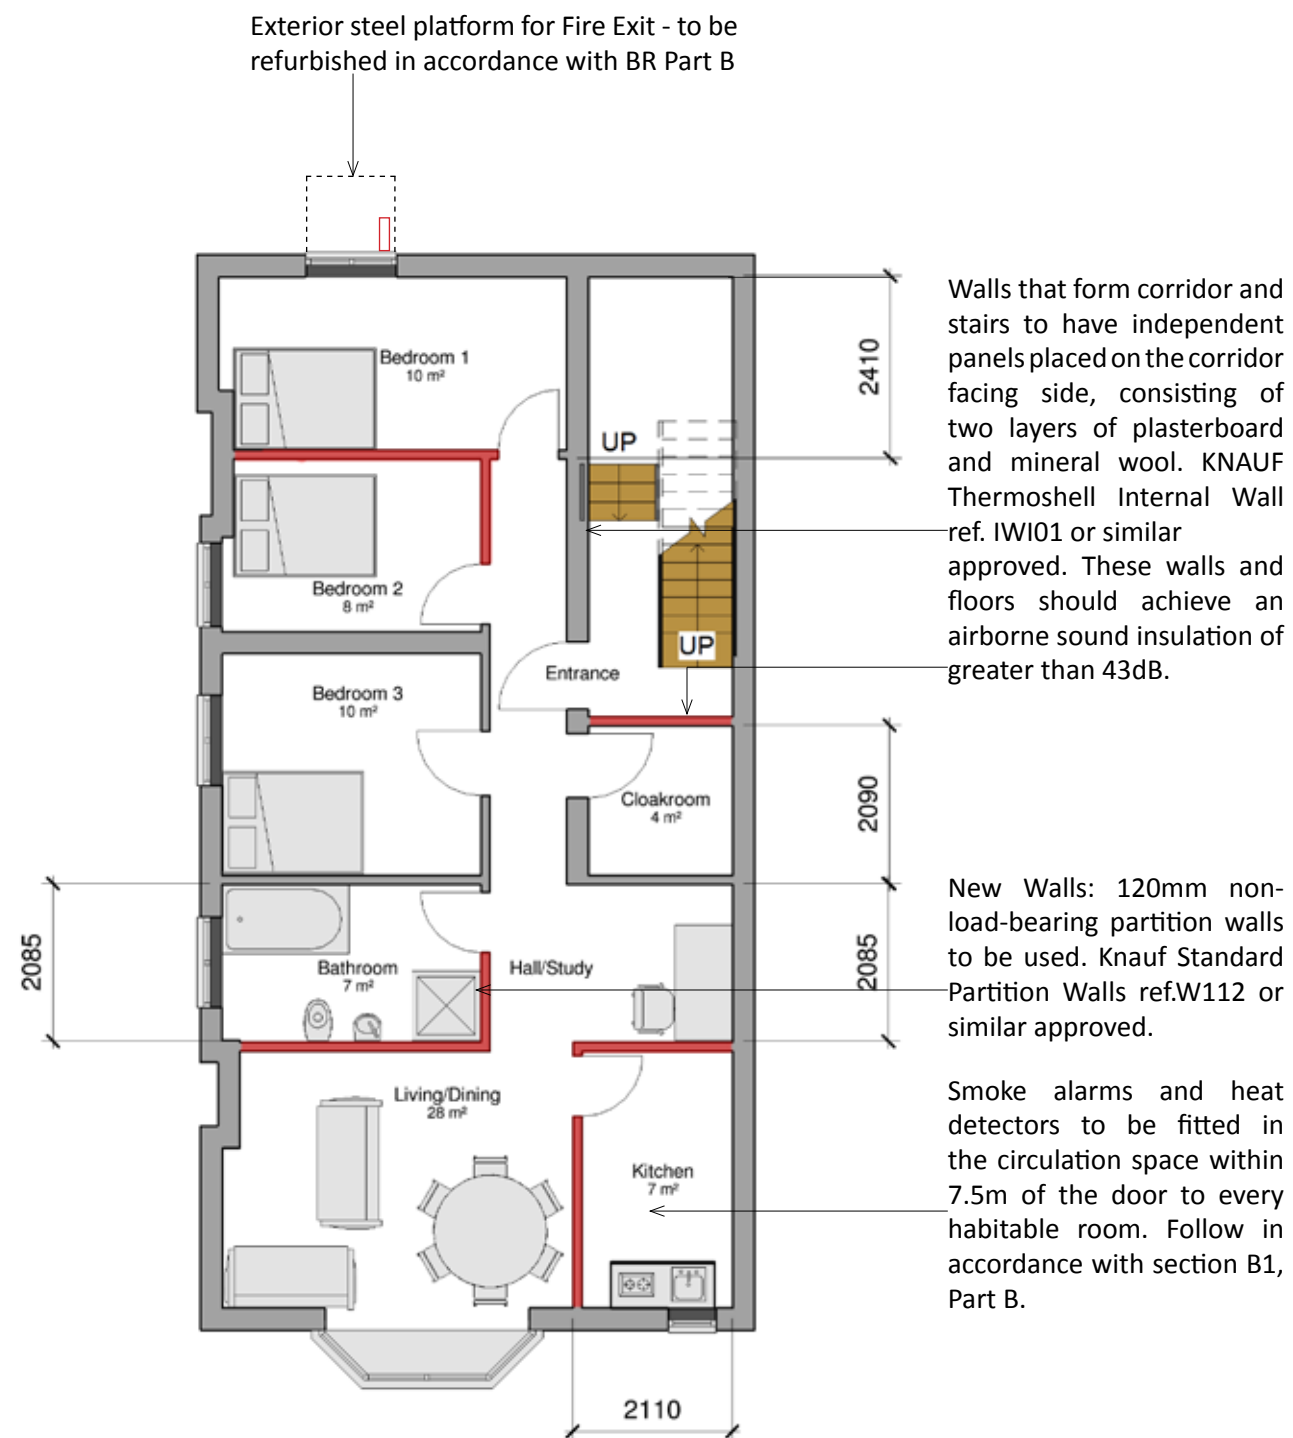 Exterior steel platform for Fire Exit - to be
refurbished in accordance with BR Part B
Bedroom 1
10 m²
UP
2410
Bedroom 2
8 m²
UP
Entrance
Bedroom 3
10 m²
Cloakroom
4 m²
2090
2085
Bathroom
7 m²
Hall/Study
2085
Living/Dining
28 m²
Kitchen
7 m²
2110
Walls that form corridor and
stairs to have independent
panels placed on the corridor
facing side, consisting of
two layers of plasterboard
and mineral wool. KNAUF
Thermoshell Internal Wall
ref. IWI01 or similar
approved. These walls and
floors should achieve an
airborne sound insulation of
greater than 43dB.
New Walls: 120mm non-
load-bearing partition walls
to be used. Knauf Standard
Partition Walls ref.W112 or
similar approved.
Smoke alarms and heat
detectors to be fitted in
the circulation space within
7.5m of the door to every
habitable room. Follow in
accordance with section B1,
Part B.